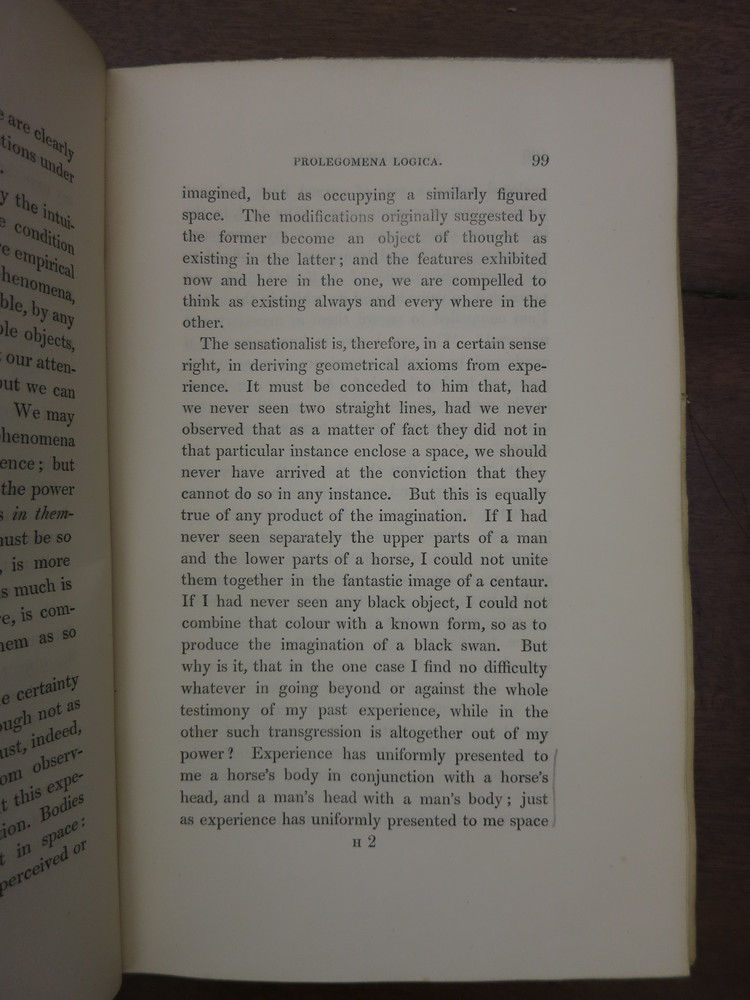 e are clearly
tions under
y the intui-
e condition
re empirical
henomena,
ble, by any
ole objects,
our atten-
out we can
We may
henomena
ence; but
the power
s in them-
nust be so
, is more
s much is
re, is com-
nem as so
e certainty
ough not as
ust, indeed,
om observ-
t this expe-
tion. Bodies
t in space:
perceived or
PROLEGOMENA LOGICA. 99
imagined, but as occupying a similarly figured
space. The modifications originally suggested by
the former become an object of thought as
existing in the latter; and the features exhibited
now and here in the one, we are compelled to
think as existing always and every where in the
other.
The sensationalist is, therefore, in a certain sense
right, in deriving geometrical axioms from expe-
rience. It must be conceded to him that, had
we never seen two straight lines, had we never
observed that as a matter of fact they did not in
that particular instance enclose a space, we should
never have arrived at the conviction that they
cannot do so in any instance. But this is equally
true of any product of the imagination. If I had
never seen separately the upper parts of a man
and the lower parts of a horse, I could not unite
them together in the fantastic image of a centaur.
If I had never seen any black object, I could not
combine that colour with a known form, so as to
produce the imagination of a black swan. But
why is it, that in the one case I find no difficulty
whatever in going beyond or against the whole
testimony of my past experience, while in the
other such transgression is altogether out of my
power? Experience has uniformly presented to
me a horse's body in conjunction with a horse's
head, and a man's head with a man's body; just
as experience has uniformly presented to me space
H 2